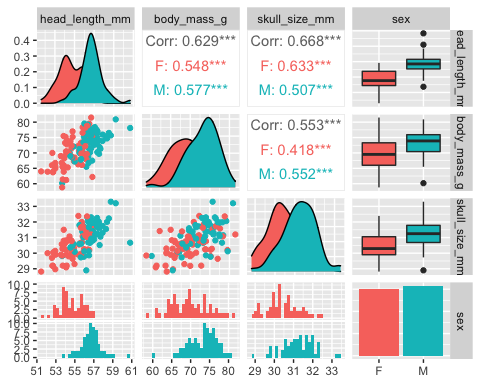 head_length_mm body_mass_g skull_size_mm sex
0.4 Corr: 0.629*** Corr: 0.668***
0.3
0.2 F: 0.548*** F: 0.633***
0.1 M: 0.577*** M: 0.507***
0.0
ead_length_mr
80 Corr: 0.553***
75
70 F: 0.418***
65 M: 0.552***
60
body_mass_g
33
32
31
30
29
skull_size_mm
10.0
7.5
5.0
2.5
0.0
10.0
7.5
5.0
2.5
0.0
sex
51 53 55 57 59 61 60 65 70 75 80 29 30 31 32 33 F M